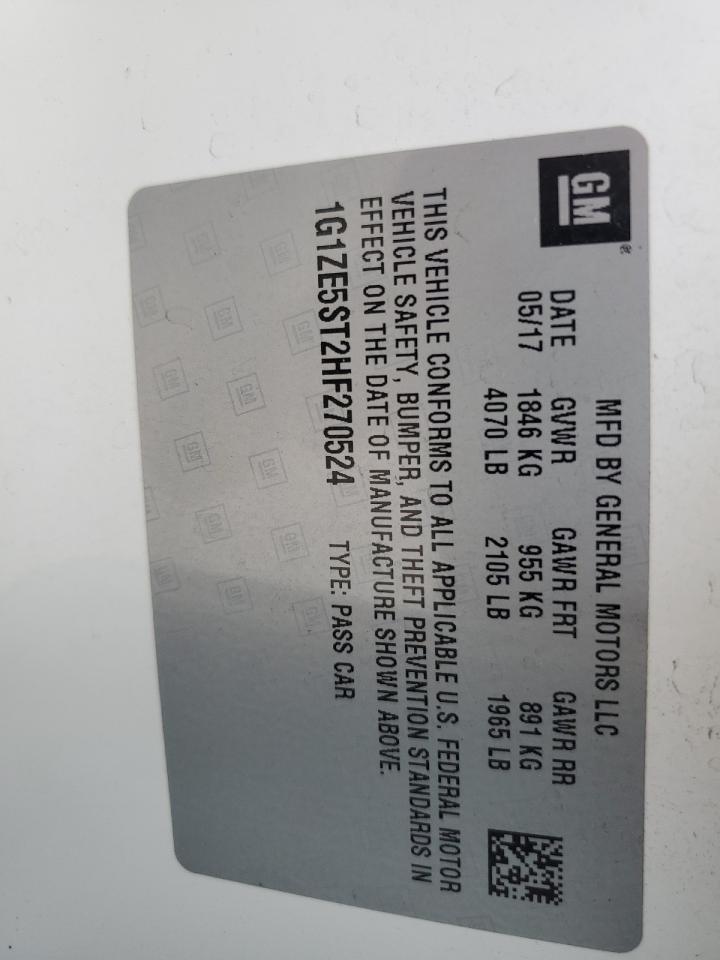 GM
MFD BY GENERAL MOTORS LLC
DATE GVWR GAWR FRT GAWR RR
05/17 1846 KG 955 KG 891 KG
4070 LB 2105 LB 1965 LB
THIS VEHICLE CONFORMS TO ALL APPLICABLE U.S. FEDERAL MOTOR
VEHICLE SAFETY, BUMPER, AND THEFT PREVENTION STANDARDS IN
EFFECT ON THE DATE OF MANUFACTURE SHOWN ABOVE.
1G1ZE5ST2HF270524 TYPE: PASS CAR